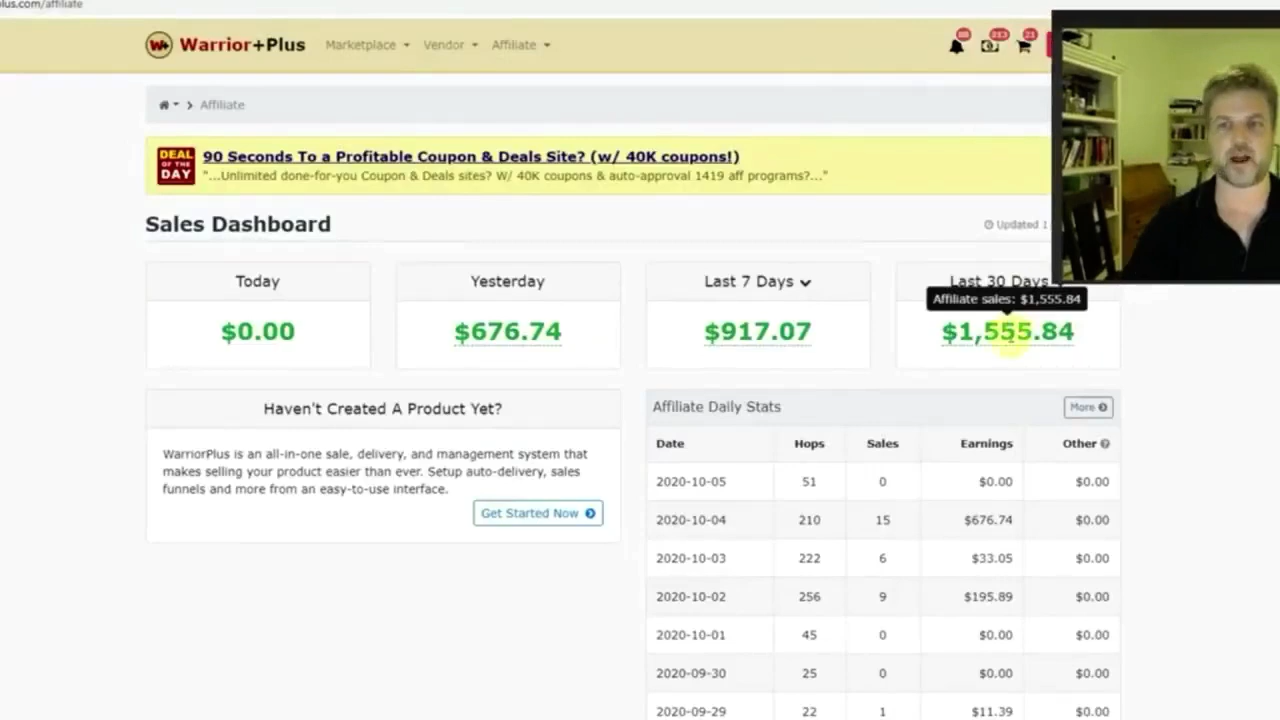 plus.com/affiliate
Warrior+Plus
Marketplace
Vendor
Affiliate
88
213
21
Affiliate
DEAL
OF THE
DAY
90 Seconds To a Profitable Coupon & Deals Site? (w/ 40K coupons!)
"...Unlimited done-for-you Coupon & Deals sites? W/ 40K coupons & auto-approval 1419 aff programs?..."
Sales Dashboard
Updated 1
Today
Yesterday
Last 7 Days
Last 30 Days
Affiliate sales: $1,555.84
$0.00
$676.74
$917.07
$1,555.84
Haven't Created A Product Yet?
WarriorPlus is an all-in-one sale, delivery, and management system that
makes selling your product easier than ever. Setup auto-delivery, sales
funnels and more from an easy-to-use interface.
Get Started Now
Affiliate Daily Stats
More
Date Hops Sales Earnings Other
2020-10-05 51 0 $0.00 $0.00
2020-10-04 210 15 $676.74 $0.00
2020-10-03 222 6 $33.05 $0.00
2020-10-02 256 9 $195.89 $0.00
2020-10-01 45 0 $0.00 $0.00
2020-09-30 25 0 $0.00 $0.00
2020-09-29 22 1 $11.39 $0.00